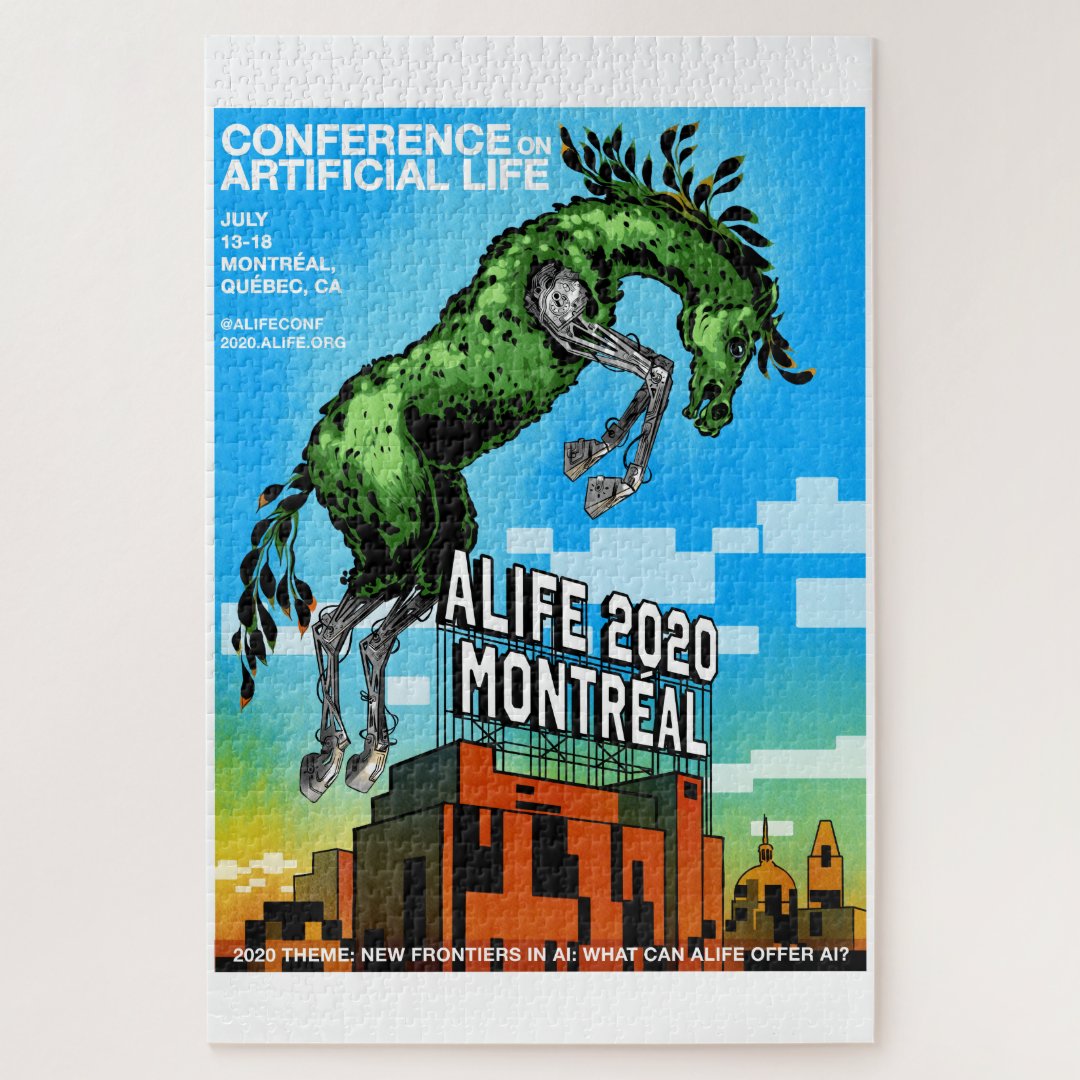 CONFERENCE ON
ARTIFICIAL LIFE
JULY
13-18
MONTRÉAL,
QUÉBEC, CA
@ALIFECONF
2020.ALIFE.ORG
ALIFE 2020
MONTRÉAL
2020 THEME: NEW FRONTIERS IN AI: WHAT CAN ALIFE OFFER AI?